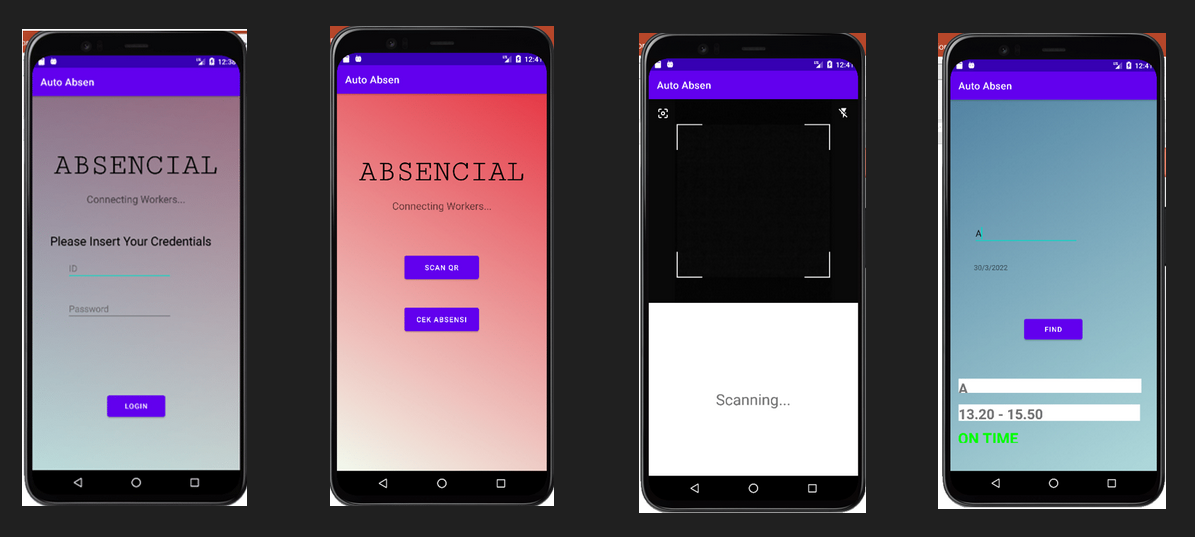 12:36
Auto Absen
ABSENCIAL
Connecting Workers...
Please Insert Your Credentials
ID
Password
LOGIN
12:41
Auto Absen
ABSENCIAL
Connecting Workers...
SCAN QR
CEK ABSENSI
12:41
Auto Absen
Scanning...
12:41
Auto Absen
A
30/3/2022
FIND
A
13.20 - 15.50
ON TIME